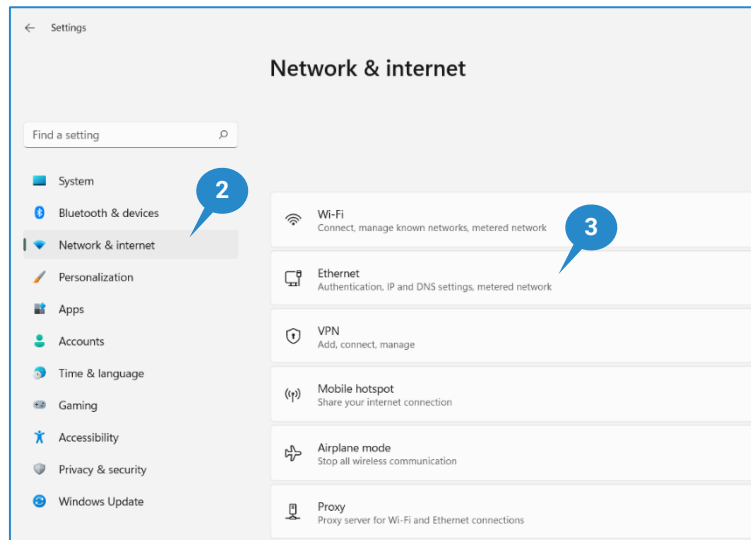 Settings
Network & internet
Find a setting
System
2
Bluetooth & devices
Network & internet
Personalization
Apps
Accounts
Time & language
Gaming
Accessibility
Privacy & security
Windows Update
Wi-Fi
Connect, manage known networks, metered network
3
Ethernet
Authentication, IP and DNS settings, metered network
VPN
Add, connect, manage
Mobile hotspot
Share your internet connection
Airplane mode
Stop all wireless communication
Proxy
Proxy server for Wi-Fi and Ethernet connections